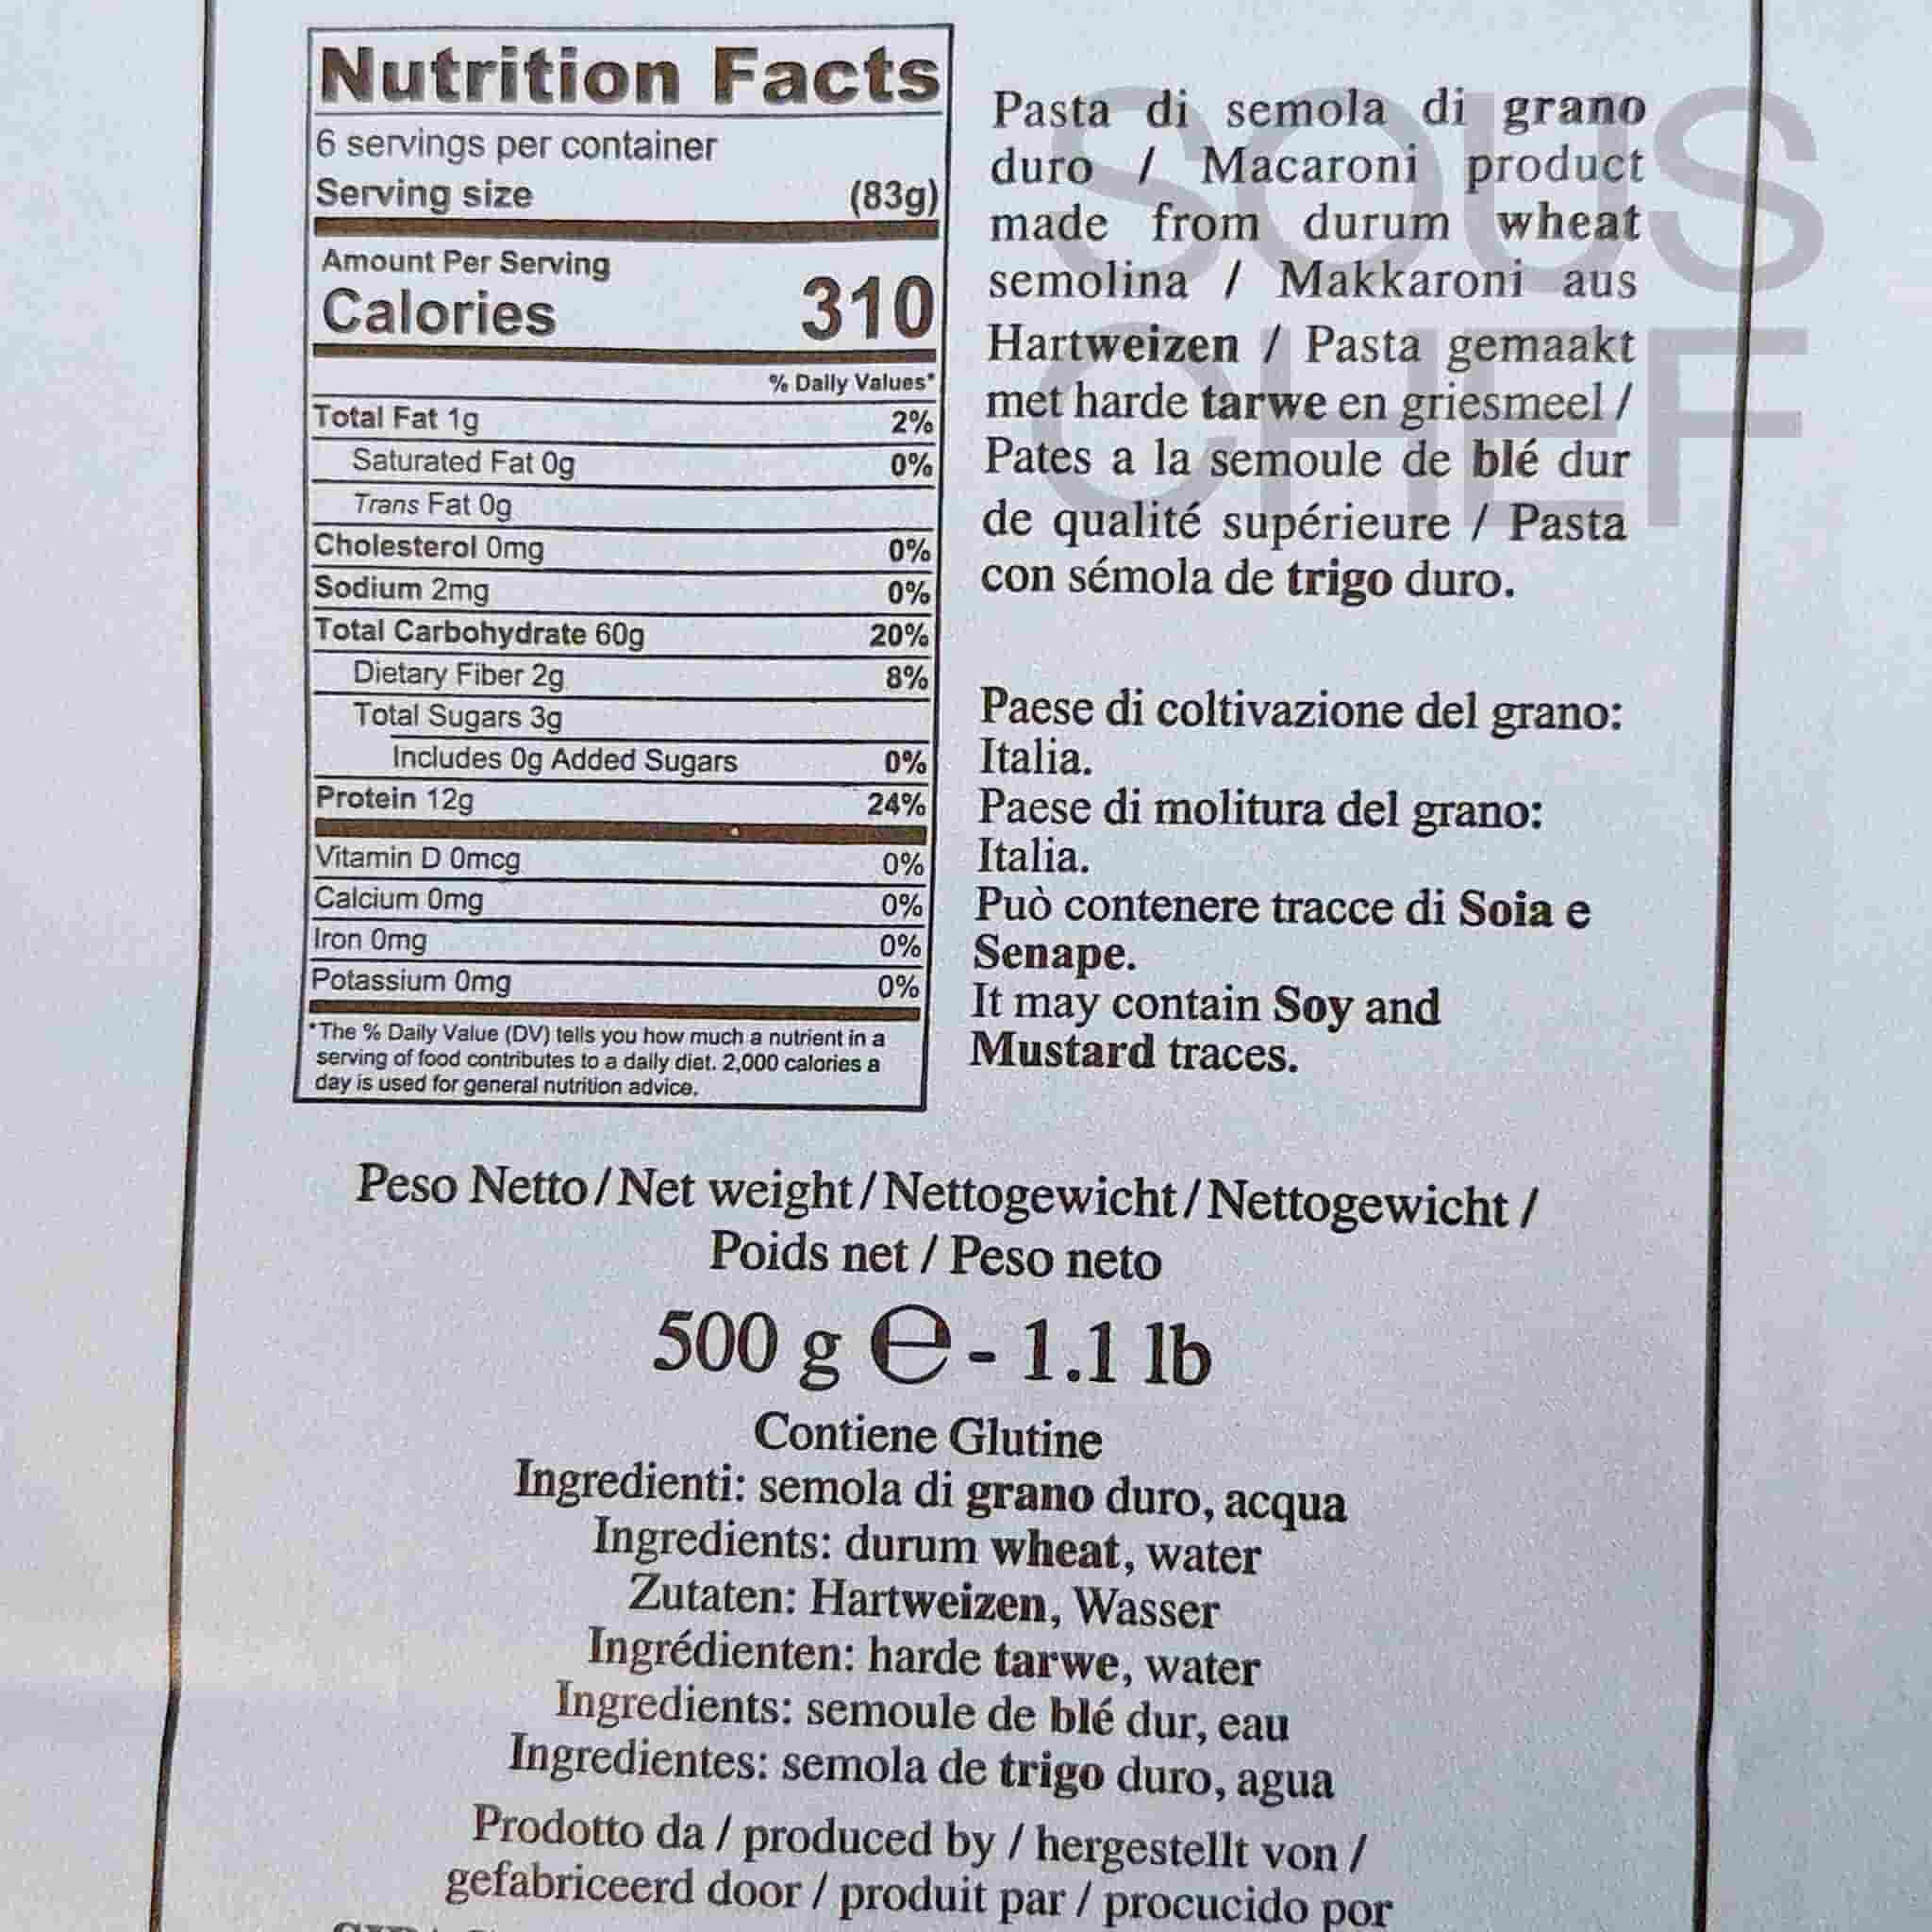 Nutrition Facts
6 servings per container
Serving size (83g)
Amount Per Serving
Calories 310
% Daily Values*
Total Fat 1g 2%
Saturated Fat 0g 0%
Trans Fat 0g
Cholesterol 0mg 0%
Sodium 2mg 0%
Total Carbohydrate 60g 20%
Dietary Fiber 2g 8%
Total Sugars 3g
Includes 0g Added Sugars 0%
Protein 12g 24%
Vitamin D 0mcg 0%
Calcium 0mg 0%
Iron 0mg 0%
Potassium 0mg 0%
*The % Daily Value (DV) tells you how much a nutrient in a
serving of food contributes to a daily diet. 2,000 calories a
day is used for general nutrition advice.
SOUS
CHEF
Pasta di semola di grano
duro / Macaroni product
made from durum wheat
semolina / Makkaroni aus
Hartweizen / Pasta gemaakt
met harde tarwe en griesmeel /
Pates a la semoule de blé dur
de qualité supérieure / Pasta
con sémola de trigo duro.
Paese di coltivazione del grano:
Italia.
Paese di molitura del grano:
Italia.
Può contenere tracce di Soia e
Senape.
It may contain Soy and
Mustard traces.
Peso Netto / Net weight / Nettogewicht / Nettogewicht /
Poids net / Peso neto
500 g ℮ - 1.1 lb
Contiene Glutine
Ingredienti: semola di grano duro, acqua
Ingredients: durum wheat, water
Zutaten: Hartweizen, Wasser
Ingrédienten: harde tarwe, water
Ingredients: semoule de blé dur, eau
Ingredientes: semola de trigo duro, agua
Prodotto da / produced by / hergestellt von /
gefabriceerd door / produit par / procucido por